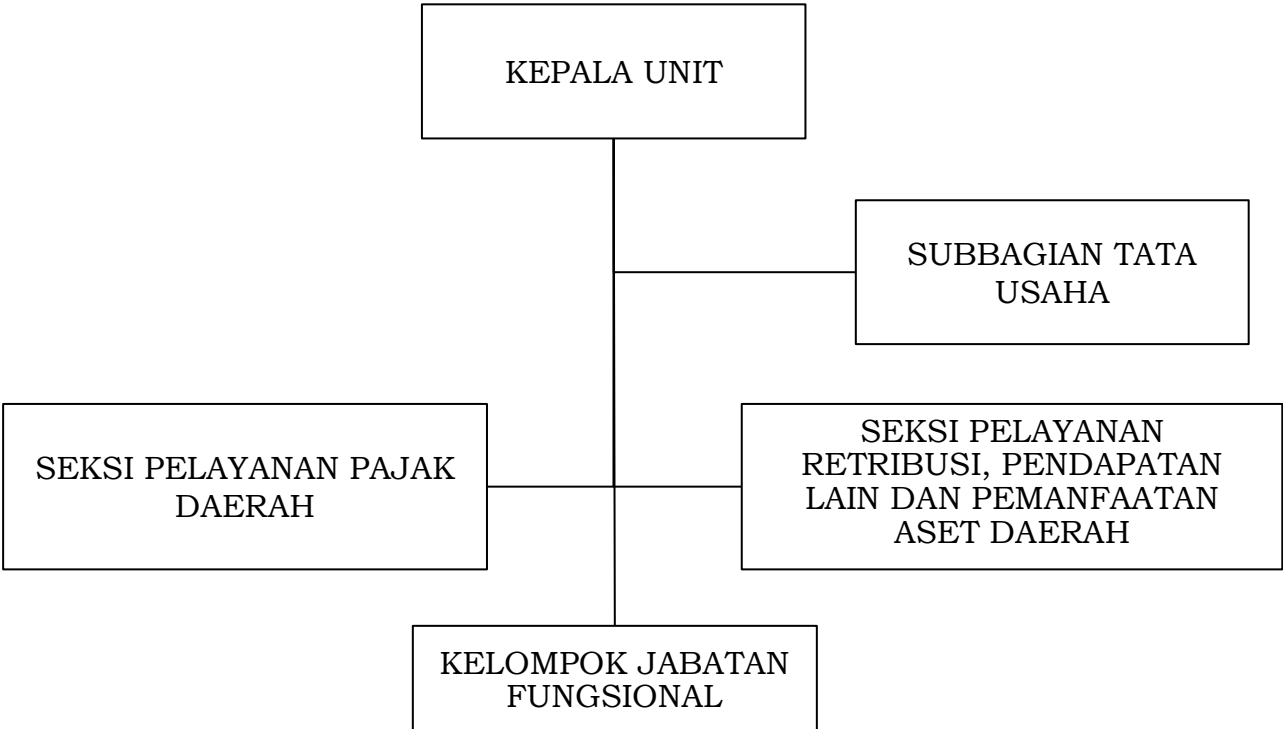 KEPALA UNIT
SUBBAGIAN TATA
USAHA
SEKSI PELAYANAN PAJAK
DAERAH
SEKSI PELAYANAN
RETRIBUSI, PENDAPATAN
LAIN DAN PEMANFAATAN
ASET DAERAH
KELOMPOK JABATAN
FUNGSIONAL